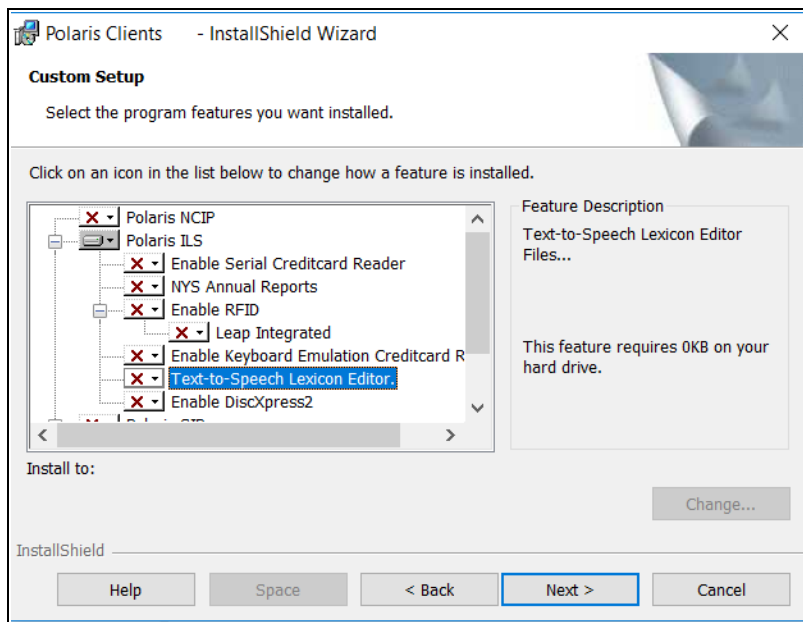 Polaris Clients - InstallShield Wizard
Custom Setup
Select the program features you want installed.
Click on an icon in the list below to change how a feature is installed.
Polaris NCIP
Polaris ILS
Enable Serial Creditcard Reader
NYS Annual Reports
Enable RFID
Leap Integrated
Enable Keyboard Emulation Creditcard R
Text-to-Speech Lexicon Editor.
Enable DiscXpress2
Feature Description
Text-to-Speech Lexicon Editor
Files...
This feature requires 0KB on your
hard drive.
Install to:
Change...
InstallShield
Help
Space
< Back
Next >
Cancel